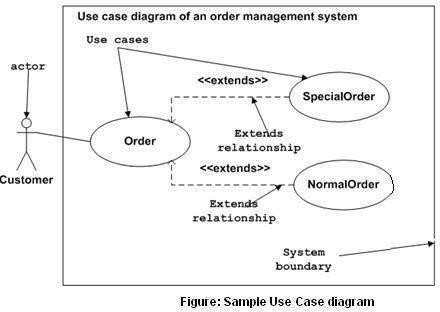 Use case diagram of an order management system
Use cases
actor
<<extends>>
SpecialOrder
Extends
relationship
Order
<<extends>>
Customer
NormalOrder
Extends
relationship
System
boundary
Figure: Sample Use Case diagram